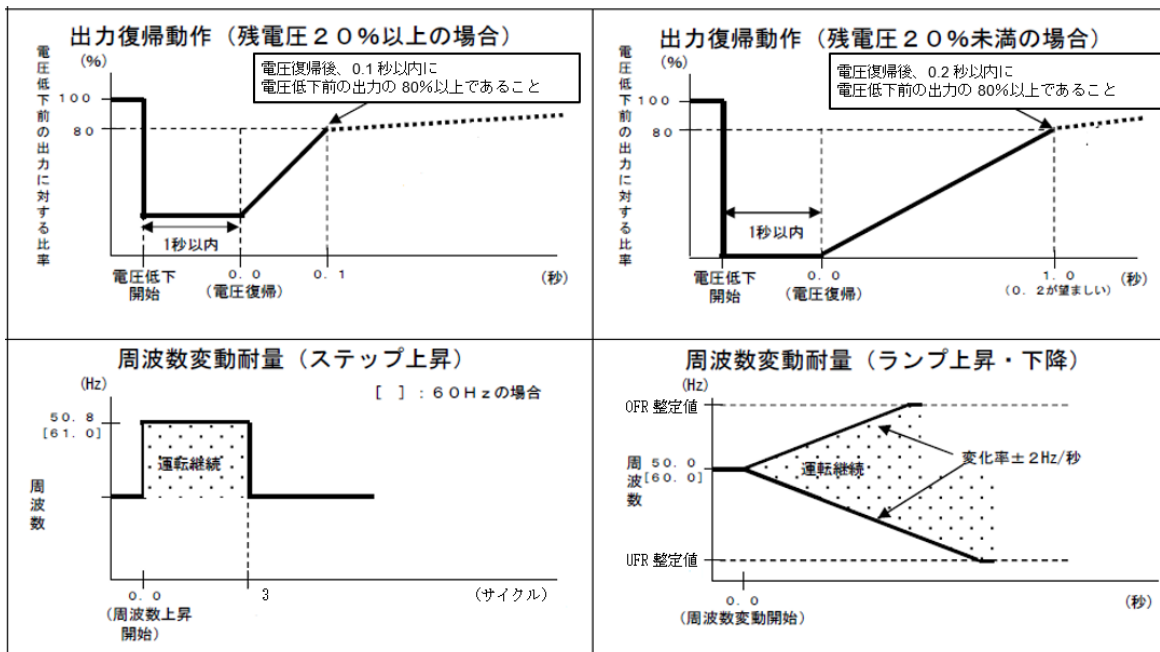 出力復帰動作（残電圧２０％以上の場合）
(%)
電圧復帰後、0.1 秒以内に
電圧低下前の出力の 80%以上であること
電圧低下前の出力に対する比率
１００
８０
1秒以内
電圧低下
開始
０．０
（電圧復帰）
０．１
(秒)
出力復帰動作（残電圧２０％未満の場合）
(%)
電圧復帰後、0.2 秒以内に
電圧低下前の出力の 80%以上であること
電圧低下前の出力に対する比率
１００
８０
1秒以内
電圧低下
開始
０．０
（電圧復帰）
１．０
（０．２が望ましい）
(秒)
周波数変動耐量（ステップ上昇）
(Hz)
［　］：６０Ｈｚの場合
５０．８
[６１．０]
運転継続
周波数
０．０
（周波数上昇
開始）
3
(サイクル)
周波数変動耐量（ランプ上昇・下降）
(Hz)
OFR 整定値
周波数
５０．０
[６０．０]
運転継続
変化率±２Hz/秒
UFR 整定値
０．０
（周波数変動開始）
(秒)